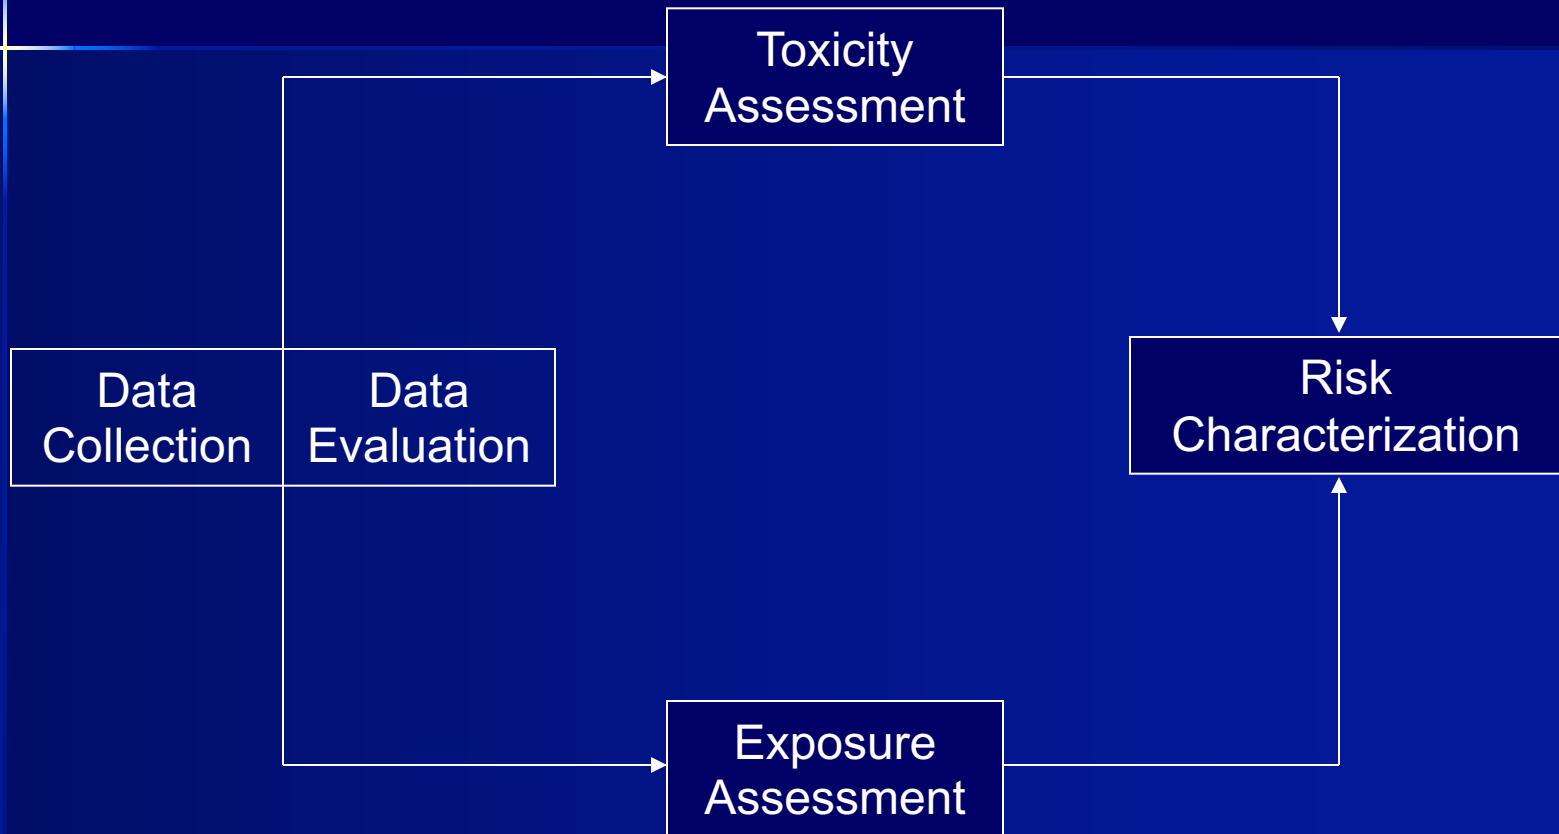 Toxicity
Assessment
Data
Collection
Data
Evaluation
Risk
Characterization
Exposure
Assessment